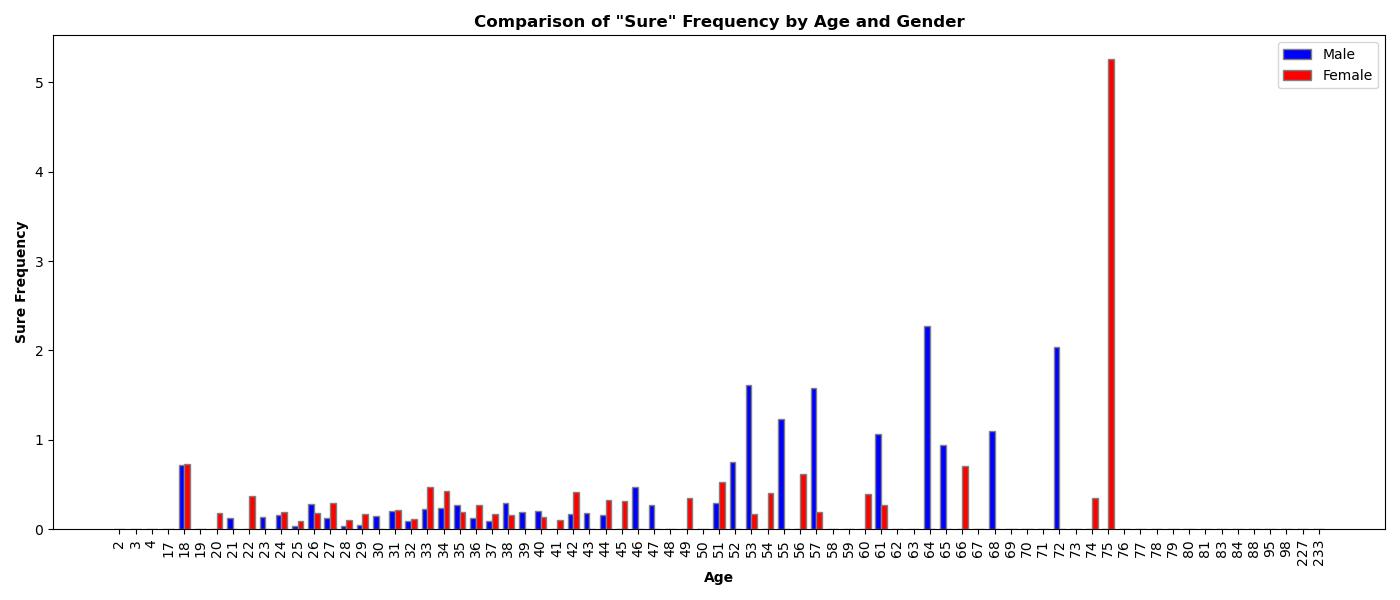 Comparison of "Sure" Frequency by Age and Gender
Male
Female
5
4
3
2
1
0
Sure Frequency
2 3 4 17 18 19 20 21 22 23 24 25 26 27 28 29 30 31 32 33 34 35 36 37 38 39 40 41 42 43 44 45 46 47 48 49 50 51 52 53 54 55 56 57 58 59 60 61 62 63 64 65 66 67 68 69 70 71 72 73 74 75 76 77 78 79 80 81 83 84 88 95 98 227 233
Age